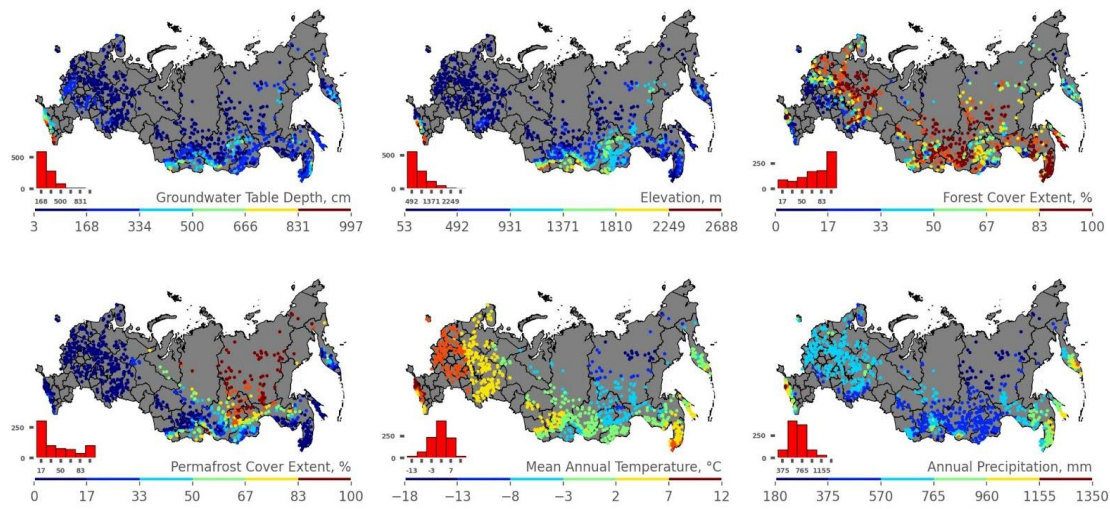 500
0
168 500 831
Groundwater Table Depth, cm
3 168 334 500 666 831 997
500
0
492 1371 2249
Elevation, m
53 492 931 1371 1810 2249 2688
250
0
17 50 83
Forest Cover Extent, %
0 17 33 50 67 83 100
250
0
17 50 83
Permafrost Cover Extent, %
0 17 33 50 67 83 100
250
0
-13 -3 7
Mean Annual Temperature, °C
-18 -13 -8 -3 2 7 12
250
0
375 765 1155
Annual Precipitation, mm
180 375 570 765 960 1155 1350